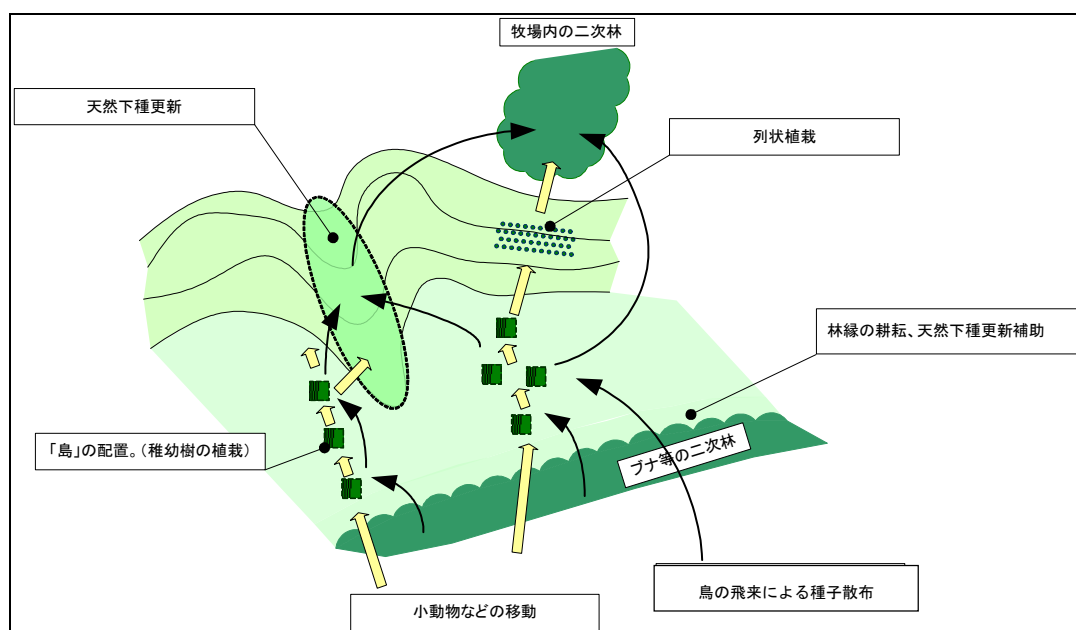 牧場内の二次林
天然下種更新
列状植栽
林縁の耕耘、天然下種更新補助
「島」の配置。(稚幼樹の植栽)
ブナ等の二次林
鳥の飛来による種子散布
小動物などの移動